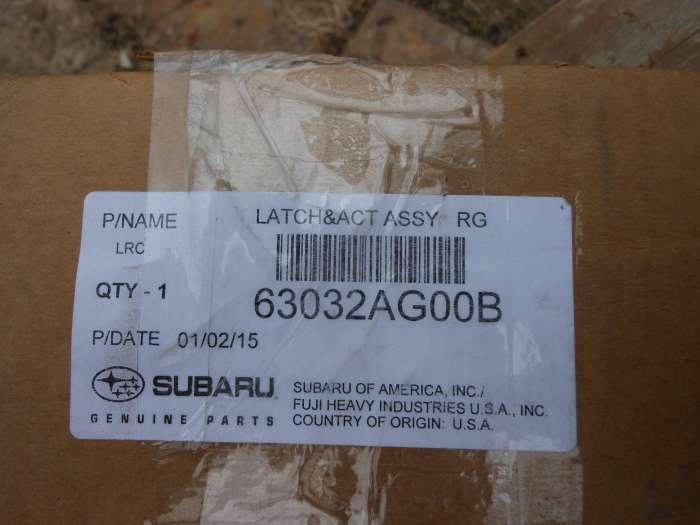 P/NAME LATCH&ACT ASSY RG
LRC
QTY - 1 63032AG00B
P/DATE 01/02/15
SUBARU
GENUINE PARTS
SUBARU OF AMERICA, INC./
FUJI HEAVY INDUSTRIES U.S.A., INC.
COUNTRY OF ORIGIN: U.S.A.